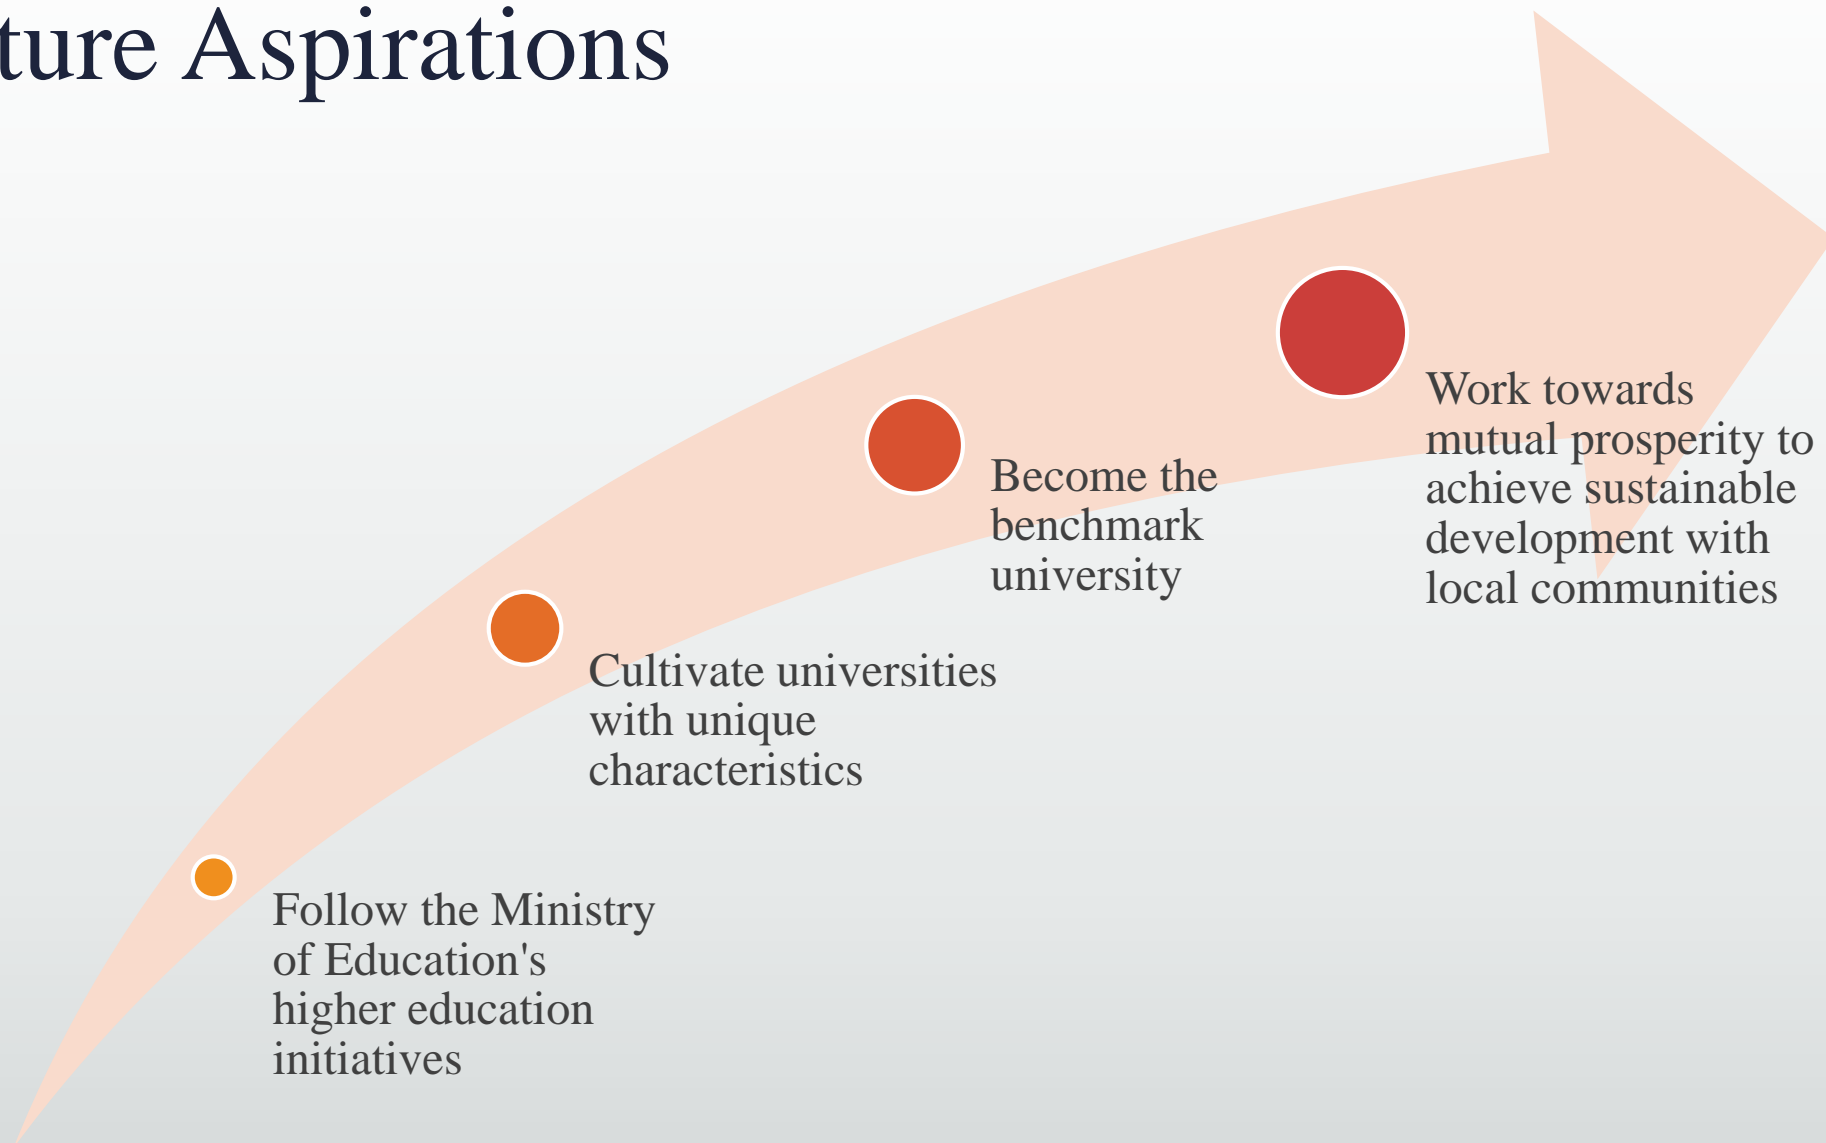 ture Aspirations
Work towards
mutual prosperity to
achieve sustainable
development with
local communities
Become the
benchmark
university
Cultivate universities
with unique
characteristics
Follow the Ministry
of Education's
higher education
initiatives